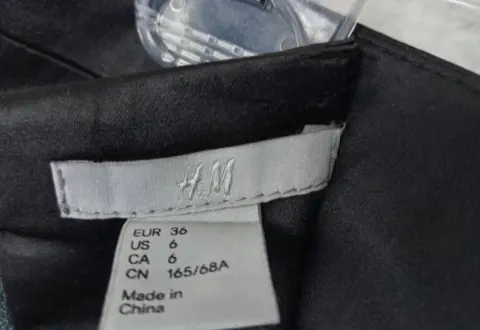 H&M
EUR 36
US 6
CA 6
CN 165/68A
Made in
China